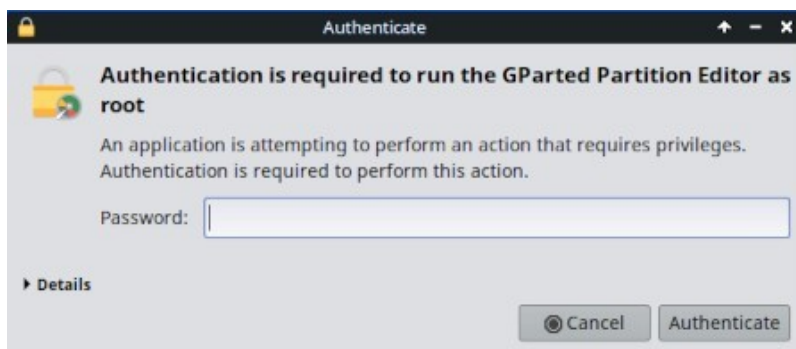 Authenticate
Authentication is required to run the GParted Partition Editor as
root
An application is attempting to perform an action that requires privileges.
Authentication is required to perform this action.
Password:
Details
Cancel Authenticate